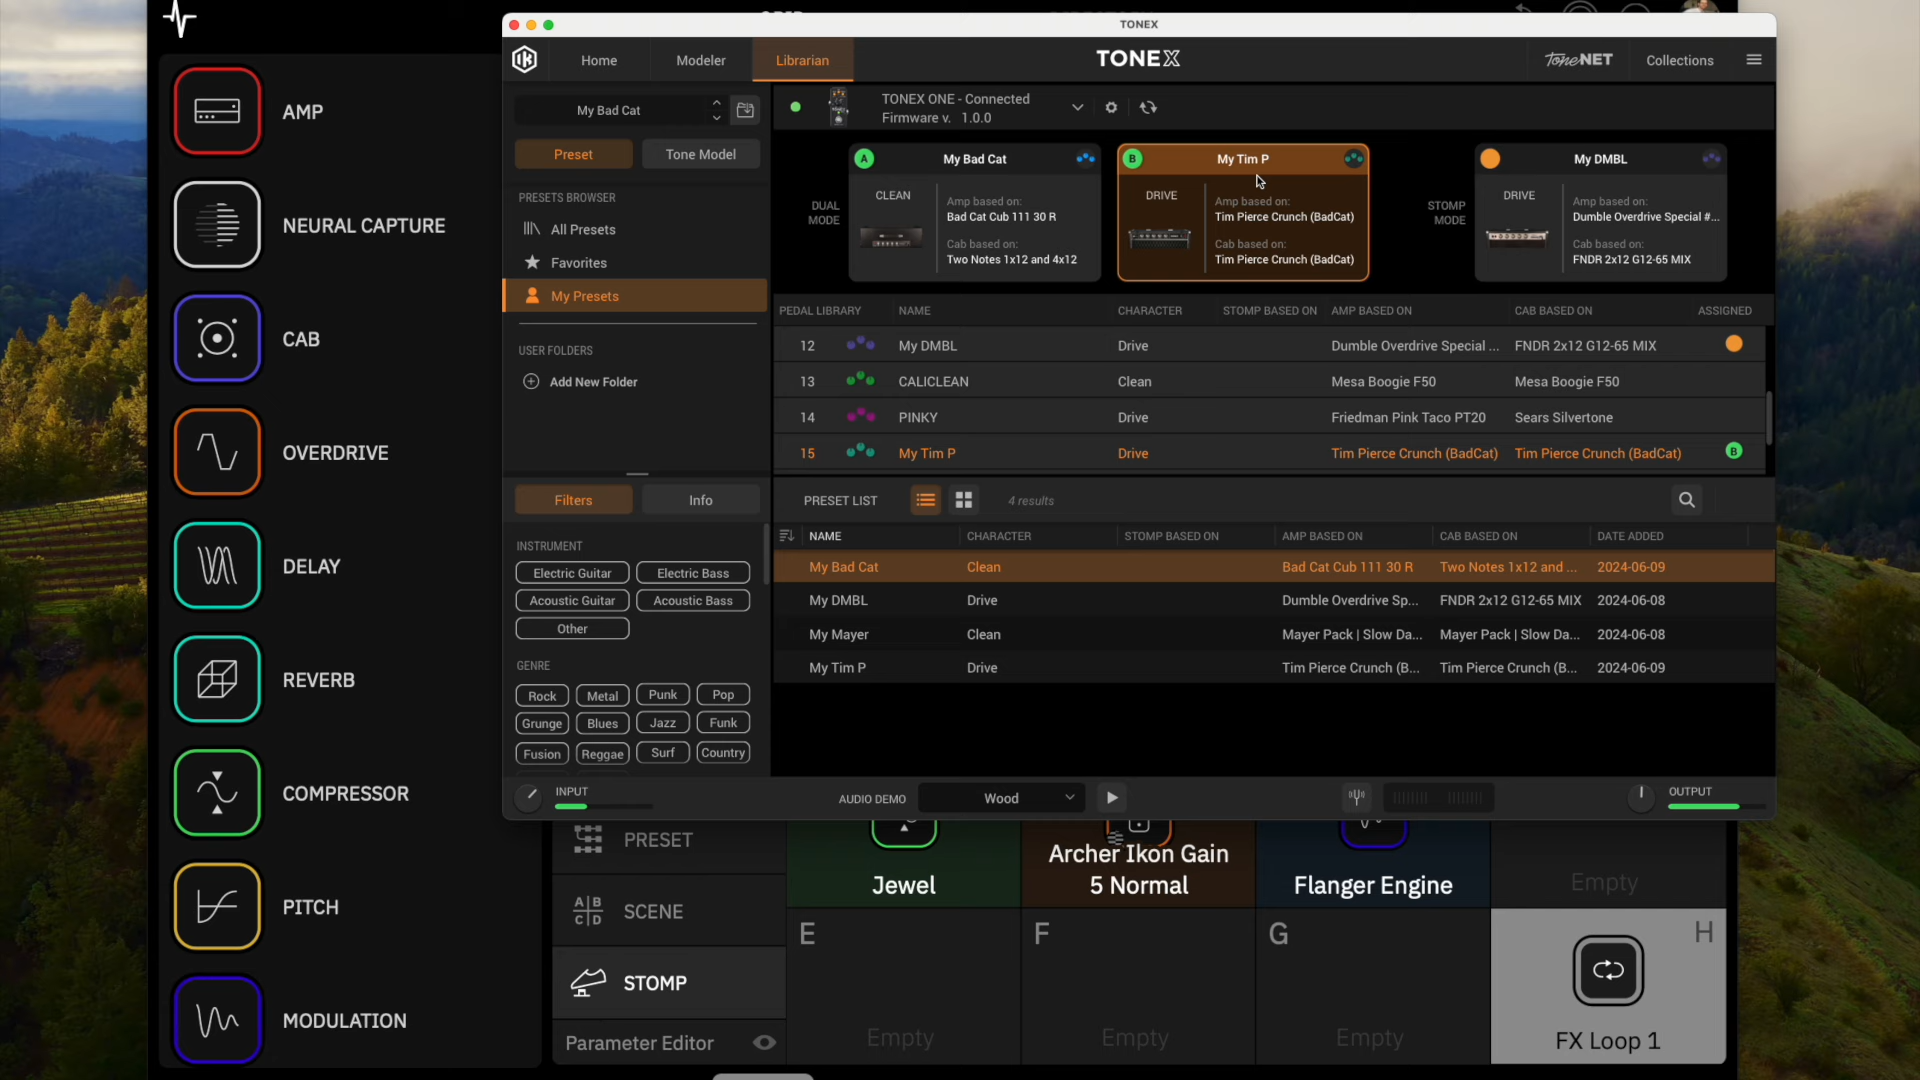 TONEX
AMP
NEURAL CAPTURE
CAB
OVERDRIVE
DELAY
REVERB
COMPRESSOR
PITCH
MODULATION
Home
Modeler
Librarian
TONEX
ToneNET
Collections
My Bad Cat
Preset
Tone Model
PRESETS BROWSER
All Presets
Favorites
My Presets
USER FOLDERS
Add New Folder
TONEX ONE - Connected
Firmware v. 1.0.0
DUAL
MODE
A
My Bad Cat
CLEAN
Amp based on:
Bad Cat Cub 111 30 R
Cab based on:
Two Notes 1x12 and 4x12
B
My Tim P
DRIVE
Amp based on:
Tim Pierce Crunch (BadCat)
Cab based on:
Tim Pierce Crunch (BadCat)
STOMP
MODE
My DMBL
DRIVE
Amp based on:
Dumble Overdrive Special #...
Cab based on:
FNDR 2x12 G12-65 MIX
PEDAL LIBRARY NAME CHARACTER STOMP BASED ON AMP BASED ON CAB BASED ON ASSIGNED
12 My DMBL Drive Dumble Overdrive Special ... FNDR 2x12 G12-65 MIX
13 CALICLEAN Clean Mesa Boogie F50 Mesa Boogie F50
14 PINKY Drive Friedman Pink Taco PT20 Sears Silvertone
15 My Tim P Drive Tim Pierce Crunch (BadCat) Tim Pierce Crunch (BadCat) B
Filters
Info
INSTRUMENT
Electric Guitar Electric Bass
Acoustic Guitar Acoustic Bass
Other
GENRE
Rock Metal Punk Pop
Grunge Blues Jazz Funk
Fusion Reggae Surf Country
PRESET LIST 4 results
NAME CHARACTER STOMP BASED ON AMP BASED ON CAB BASED ON DATE ADDED
My Bad Cat Clean Bad Cat Cub 111 30 R Two Notes 1x12 and ... 2024-06-09
My DMBL Drive Dumble Overdrive Sp... FNDR 2x12 G12-65 MIX 2024-06-08
My Mayer Clean Mayer Pack | Slow Da... Mayer Pack | Slow Da... 2024-06-08
My Tim P Drive Tim Pierce Crunch (B... Tim Pierce Crunch (B... 2024-06-09
INPUT
AUDIO DEMO
Wood
OUTPUT
PRESET
SCENE
A B
C D
STOMP
Parameter Editor
Jewel
Archer Ikon Gain
5 Normal
Flanger Engine
Empty
E
Empty
F
Empty
G
Empty
H
FX Loop 1